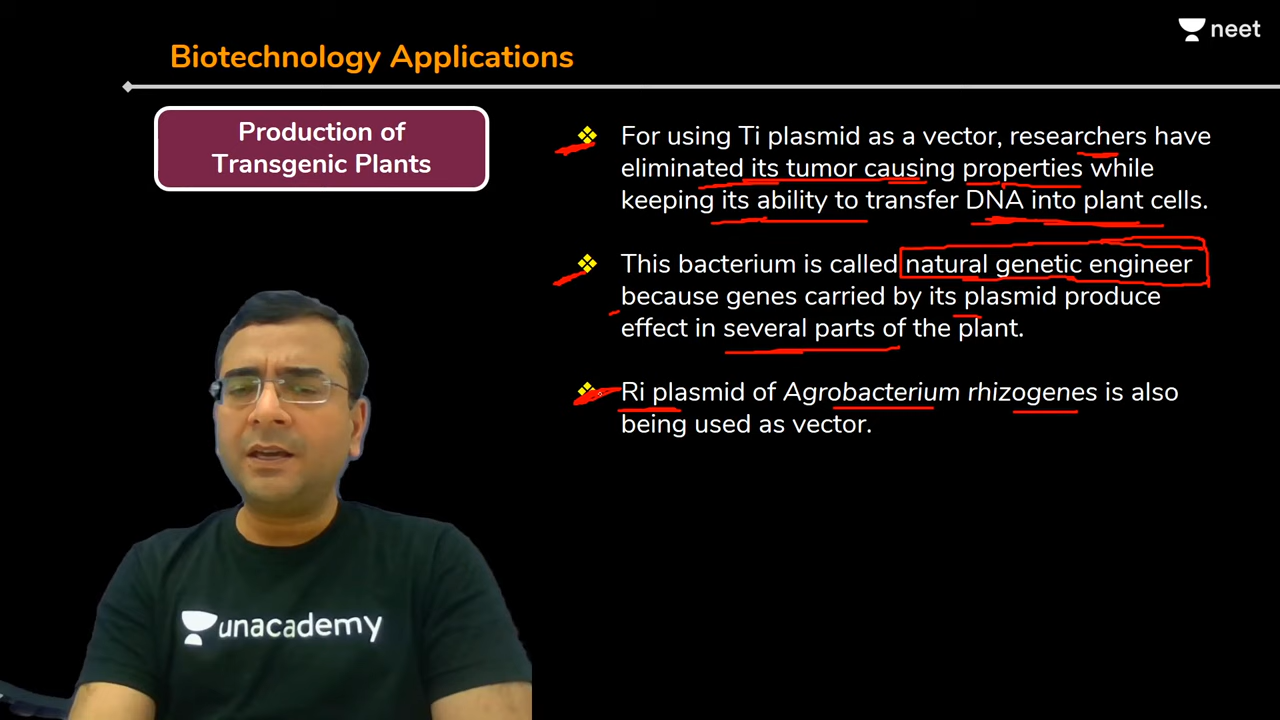 neet
Biotechnology Applications
Production of
Transgenic Plants
For using Ti plasmid as a vector, researchers have
eliminated its tumor causing properties while
keeping its ability to transfer DNA into plant cells.
This bacterium is called natural genetic engineer
because genes carried by its plasmid produce
effect in several parts of the plant.
Ri plasmid of Agrobacterium rhizogenes is also
being used as vector.
unacademy